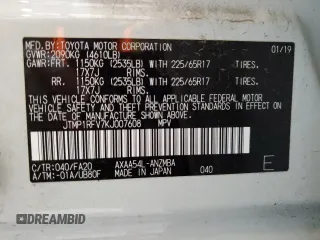 MFD.BY:TOYOTA MOTOR CORPORATION 01/19
GVWR:2090KG (4610LB)
GAWR:FRT. 1150KG (2535LB) WITH 225/65R17 TIRES,
17X7J RIMS.
RR. 1150KG (2535LB) WITH 225/65R17 TIRES,
17X7J RIMS.
THIS VEHICLE CONFORMS TO ALL APPLICABLE FEDERAL
MOTOR VEHICLE SAFETY, BUMPER, AND THEFT PREVENTION
STANDARDS IN EFFECT ON THE DATE OF MANUFACTURE
SHOWN ABOVE.
JTMP1RFV7KJ007608 MPV
C/TR:040/FA20 AXAA54L-ANZMBA
A/TM:-01A/UB80F MADE IN JAPAN 040
E